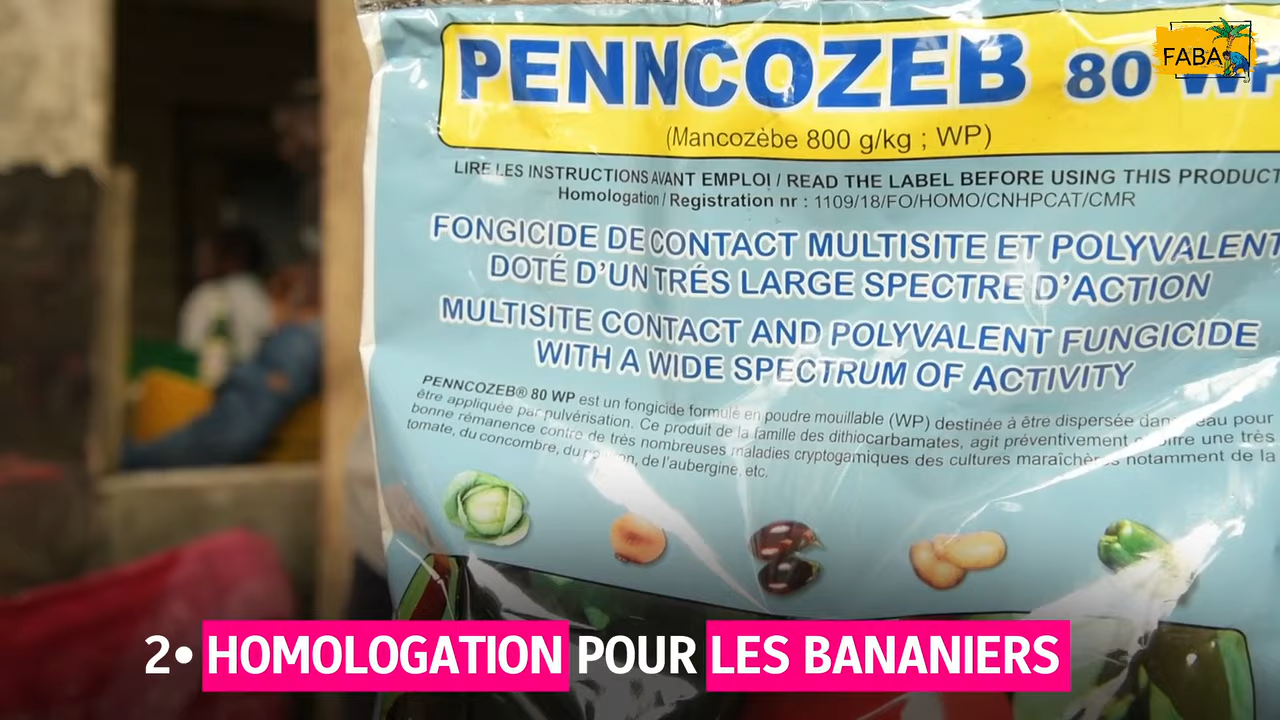 FABA
PENNCOZEB 80 WP
(Mancozèbe 800 g/kg ; WP)
LIRE LES INSTRUCTIONS AVANT EMPLOI / READ THE LABEL BEFORE USING THIS PRODUCT
Homologation / Registration nr : 1109/18/FO/HOMO/CNHPCAT/CMR
FONGICIDE DE CONTACT MULTISITE ET POLYVALENT
DOTÉ D'UN TRÉS LARGE SPECTRE D'ACTION
MULTISITE CONTACT AND POLYVALENT FUNGICIDE
WITH A WIDE SPECTRUM OF ACTIVITY
PENNCOZEB® 80 WP est un fongicide formulé en poudre mouillable (WP) destinée à être dispersée dans eau pour
être appliquée par pulvérisation. Ce produit de la famille des dithiocarbamates, agit préventivement offre une très
bonne rémanence contre de très nombreuses maladies cryptogamiques des cultures maraîchères notamment de la
tomate, du concombre, de l'aubergine, etc.
2• HOMOLOGATION POUR LES BANANIERS